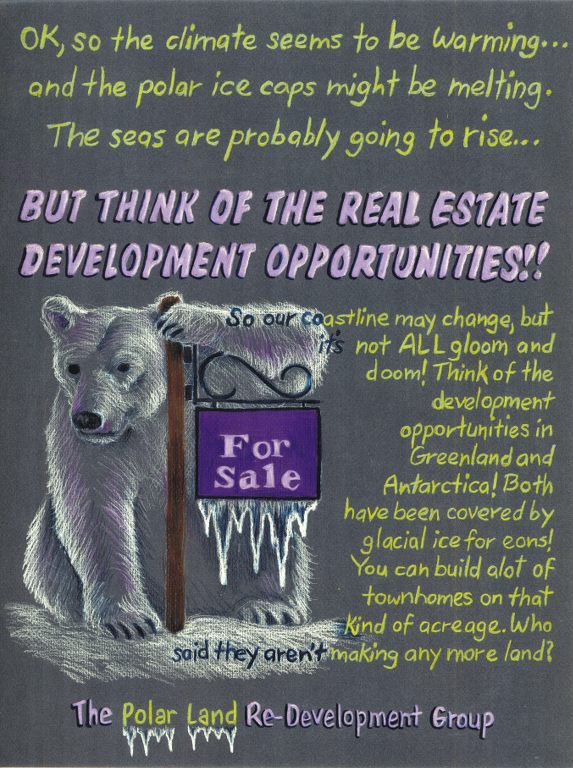 OK, so the climate seems to be warming...
and the polar ice caps might be melting.
The seas are probably going to rise...
BUT THINK OF THE REAL ESTATE
DEVELOPMENT OPPORTUNITIES!!
So our coastline may change, but
it's not ALL gloom and
doom! Think of the
development
opportunities in
Greenland and
Antarctica! Both
have been covered by
glacial ice for eons!
You can build alot of
townhomes on that
kind of acreage. Who
said they aren't making any more land?
For
Sale
The Polar Land Re-Development Group